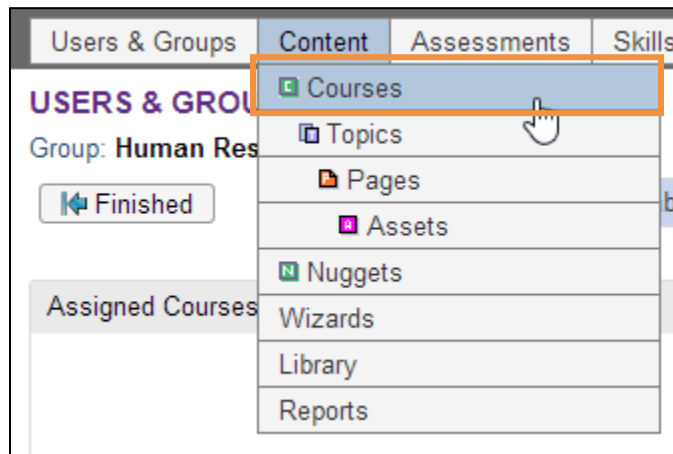 Users & Groups Content Assessments Skills
USERS & GROU
Courses
Group: Human Res
Topics
Pages
Finished
Assets
Nuggets
Assigned Courses
Wizards
Library
Reports